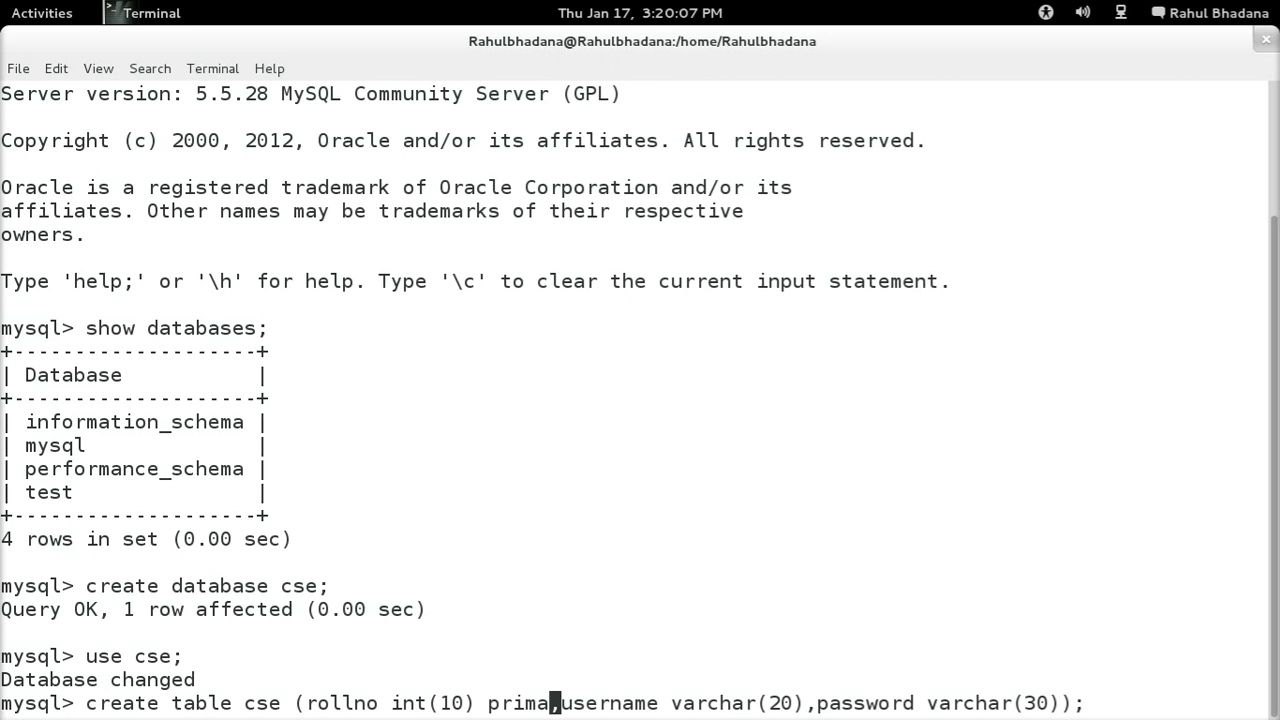 Activities Terminal Thu Jan 17, 3:20:07 PM Rahul Bhadana
Rahulbhadana@Rahulbhadana:/home/Rahulbhadana
File Edit View Search Terminal Help
Server version: 5.5.28 MySQL Community Server (GPL)
Copyright (c) 2000, 2012, Oracle and/or its affiliates. All rights reserved.
Oracle is a registered trademark of Oracle Corporation and/or its
affiliates. Other names may be trademarks of their respective
owners.
Type 'help;' or '\h' for help. Type '\c' to clear the current input statement.
mysql> show databases;
+--------------------+
| Database           |
+--------------------+
| information_schema |
| mysql              |
| performance_schema |
| test               |
+--------------------+
4 rows in set (0.00 sec)
mysql> create database cse;
Query OK, 1 row affected (0.00 sec)
mysql> use cse;
Database changed
mysql> create table cse (rollno int(10) prima,username varchar(20),password varchar(30));